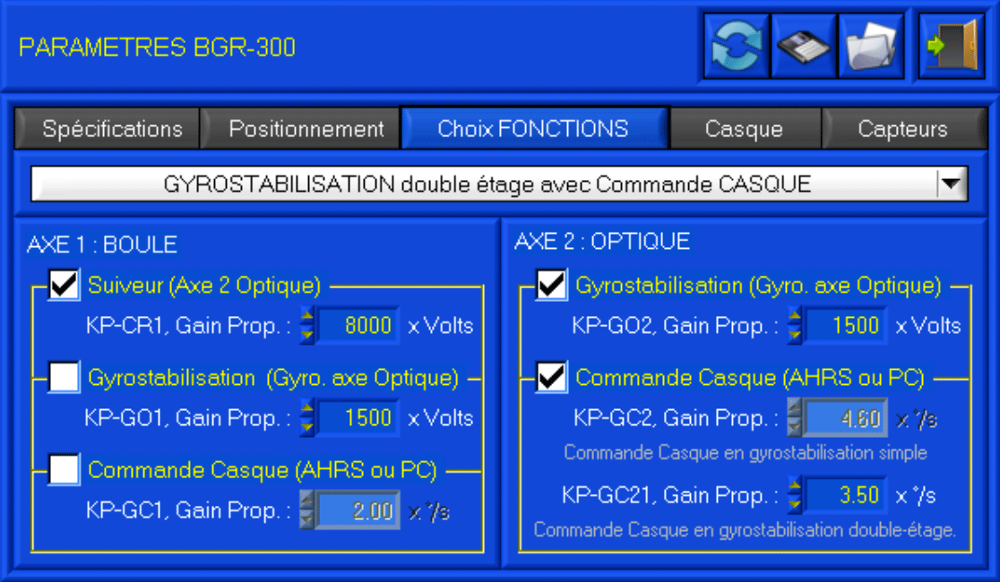 PARAMETRES BGR-300
Spécifications Positionnement Choix FONCTIONS Casque Capteurs
GYROSTABILISATION double étage avec Commande CASQUE
AXE 1 : BOULE
Suiveur (Axe 2 Optique)
KP-CR1, Gain Prop. : 8000 x Volts
Gyrostabilisation (Gyro. axe Optique)
KP-GO1, Gain Prop. : 1500 x Volts
Commande Casque (AHRS ou PC)
KP-GC1, Gain Prop. : 2.00 x °/s
AXE 2 : OPTIQUE
Gyrostabilisation (Gyro. axe Optique)
KP-GO2, Gain Prop. : 1500 x Volts
Commande Casque (AHRS ou PC)
KP-GC2, Gain Prop. : 4.60 x °/s
Commande Casque en gyrostabilisation simple
KP-GC21, Gain Prop. : 3.50 x °/s
Commande Casque en gyrostabilisation double-étage.